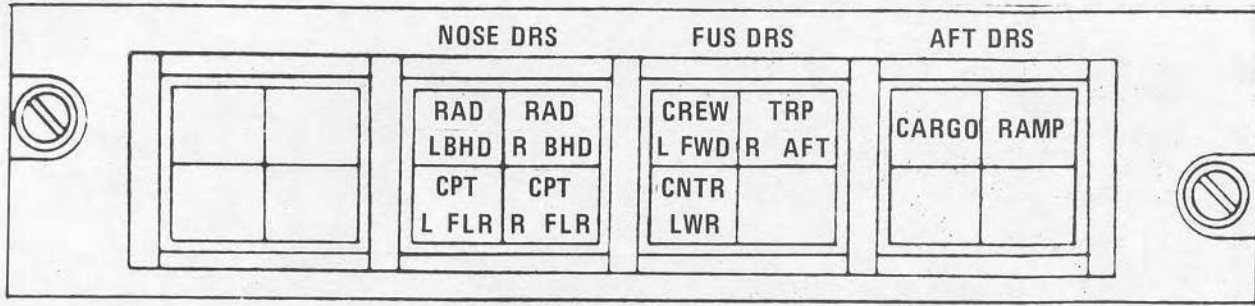 NOSE DRS FUS DRS AFT DRS
RAD RAD CREW TRP
LBHD R BHD L FWD R AFT CARGO RAMP
CPT CPT CNTR
L FLR R FLR LWR